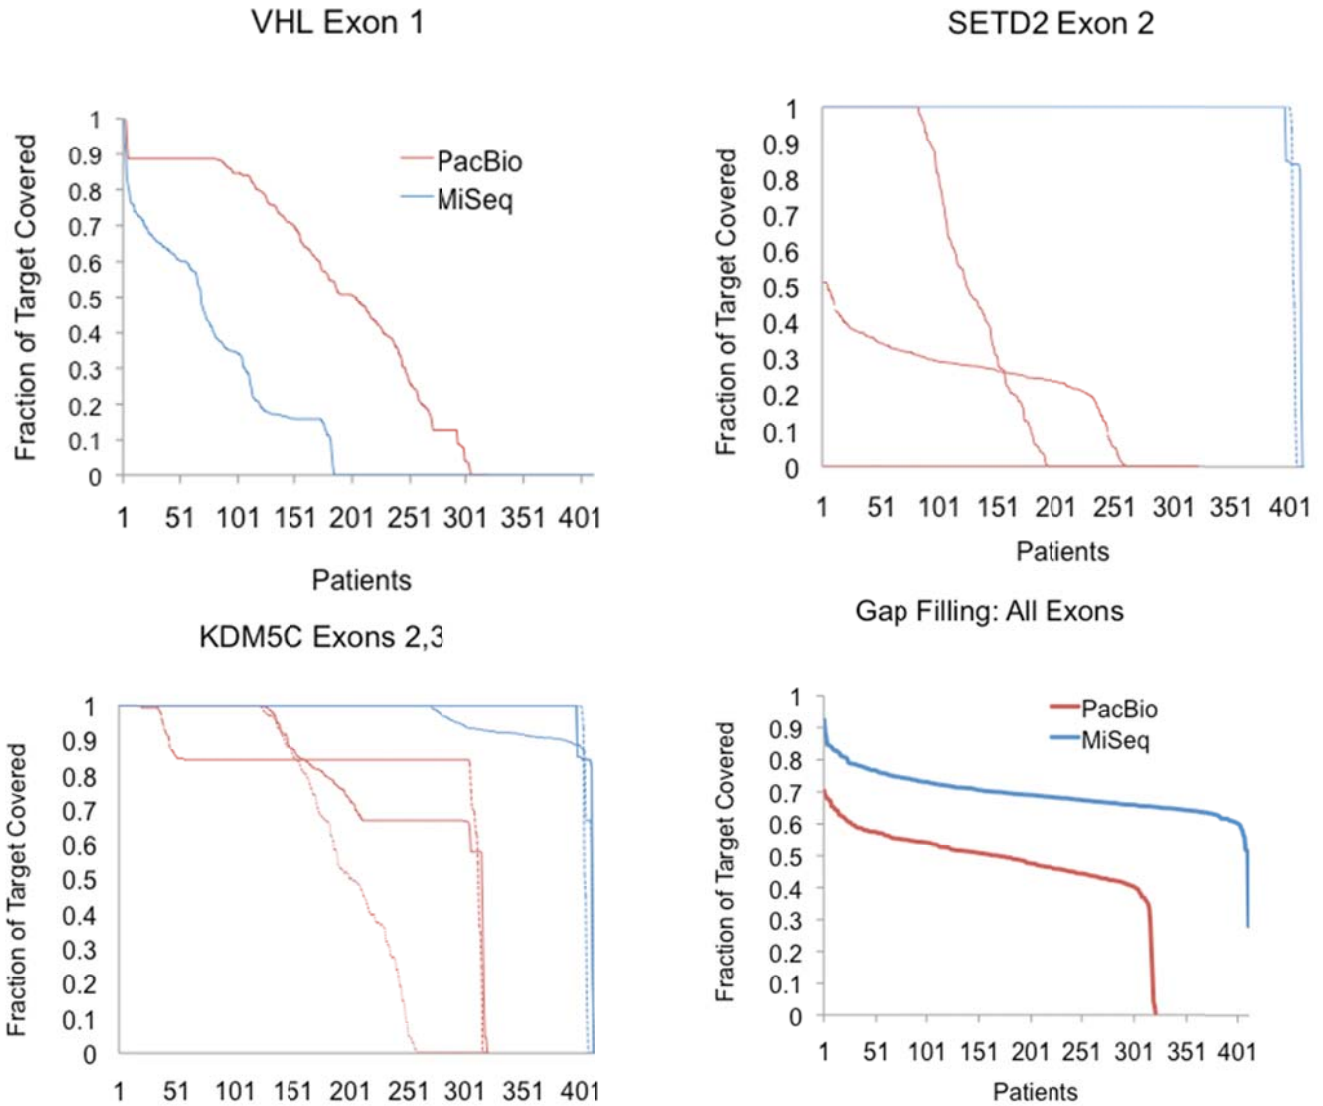 VHL Exon 1
Fraction of Target Covered
1
0.9
0.8
0.7
0.6
0.5
0.4
0.3
0.2
0.1
0
PacBio
MiSeq
1 51 101 151 201 251 301 351 401
Patients
SETD2 Exon 2
Fraction of Target Covered
1
0.9
0.8
0.7
0.6
0.5
0.4
0.3
0.2
0.1
0
1 51 101 151 201 251 301 351 401
Patients
KDM5C Exons 2,3
Fraction of Target Covered
1
0.9
0.8
0.7
0.6
0.5
0.4
0.3
0.2
0.1
0
1 51 101 151 201 251 301 351 401
Gap Filling: All Exons
Fraction of Target Covered
1
0.9
0.8
0.7
0.6
0.5
0.4
0.3
0.2
0.1
0
PacBio
MiSeq
1 51 101 151 201 251 301 351 401
Patients